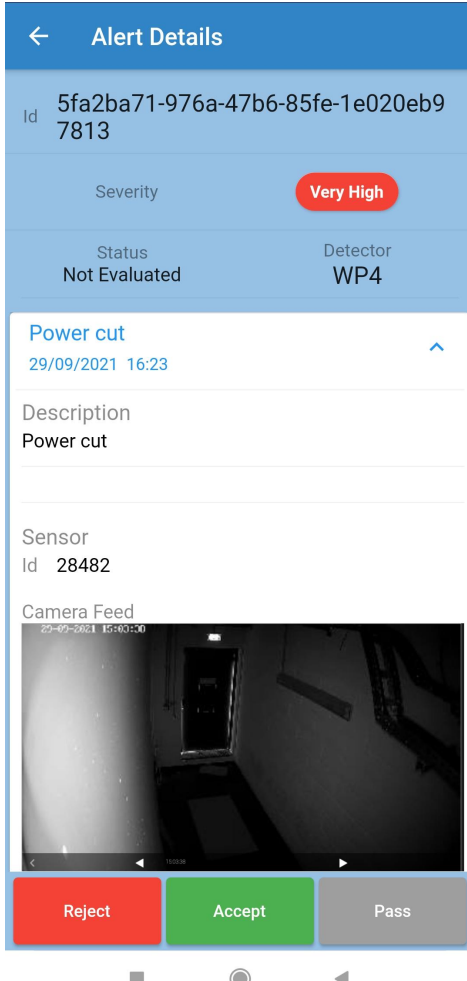 Alert Details
Id 5fa2ba71-976a-47b6-85fe-1e020eb9
7813
Severity Very High
Status Detector
Not Evaluated WP4
Power cut
29/09/2021 16:23
Description
Power cut
Sensor
Id 28482
Camera Feed
29-09-2021 15:03:30
Reject Accept Pass